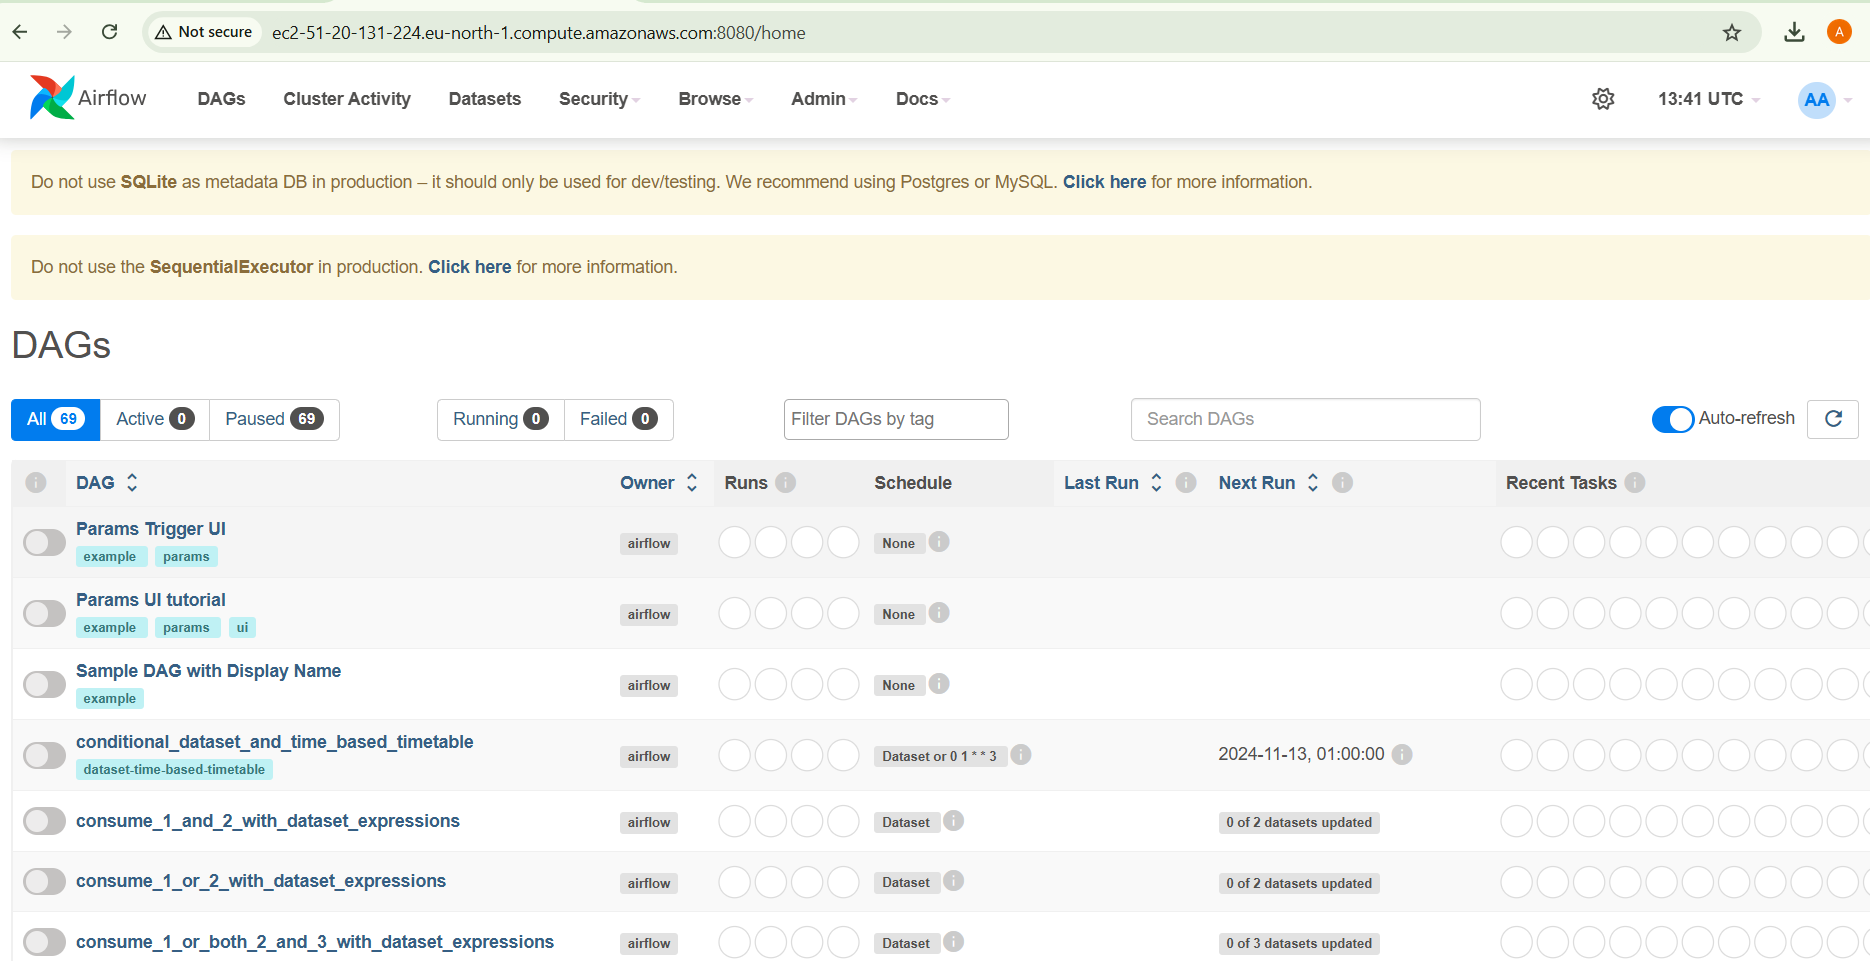 Not secure ec2-51-20-131-224.eu-north-1.compute.amazonaws.com:8080/home A
Airflow DAGs Cluster Activity Datasets Security Browse Admin Docs 13:41 UTC AA
Do not use SQLite as metadata DB in production – it should only be used for dev/testing. We recommend using Postgres or MySQL. Click here for more information.
Do not use the SequentialExecutor in production. Click here for more information.
DAGs
All 69 Active 0 Paused 69 Running 0 Failed 0 Filter DAGs by tag Search DAGs Auto-refresh
i DAG Owner Runs i Schedule Last Run i Next Run i Recent Tasks i
Params Trigger UI
example params airflow None i
Params UI tutorial
example params ui airflow None i
Sample DAG with Display Name
example airflow None i
conditional_dataset_and_time_based_timetable
dataset-time-based-timetable airflow Dataset or 0 1 * * 3 i 2024-11-13, 01:00:00 i
consume_1_and_2_with_dataset_expressions airflow Dataset i 0 of 2 datasets updated
consume_1_or_2_with_dataset_expressions airflow Dataset i 0 of 2 datasets updated
consume_1_or_both_2_and_3_with_dataset_expressions airflow Dataset i 0 of 3 datasets updated